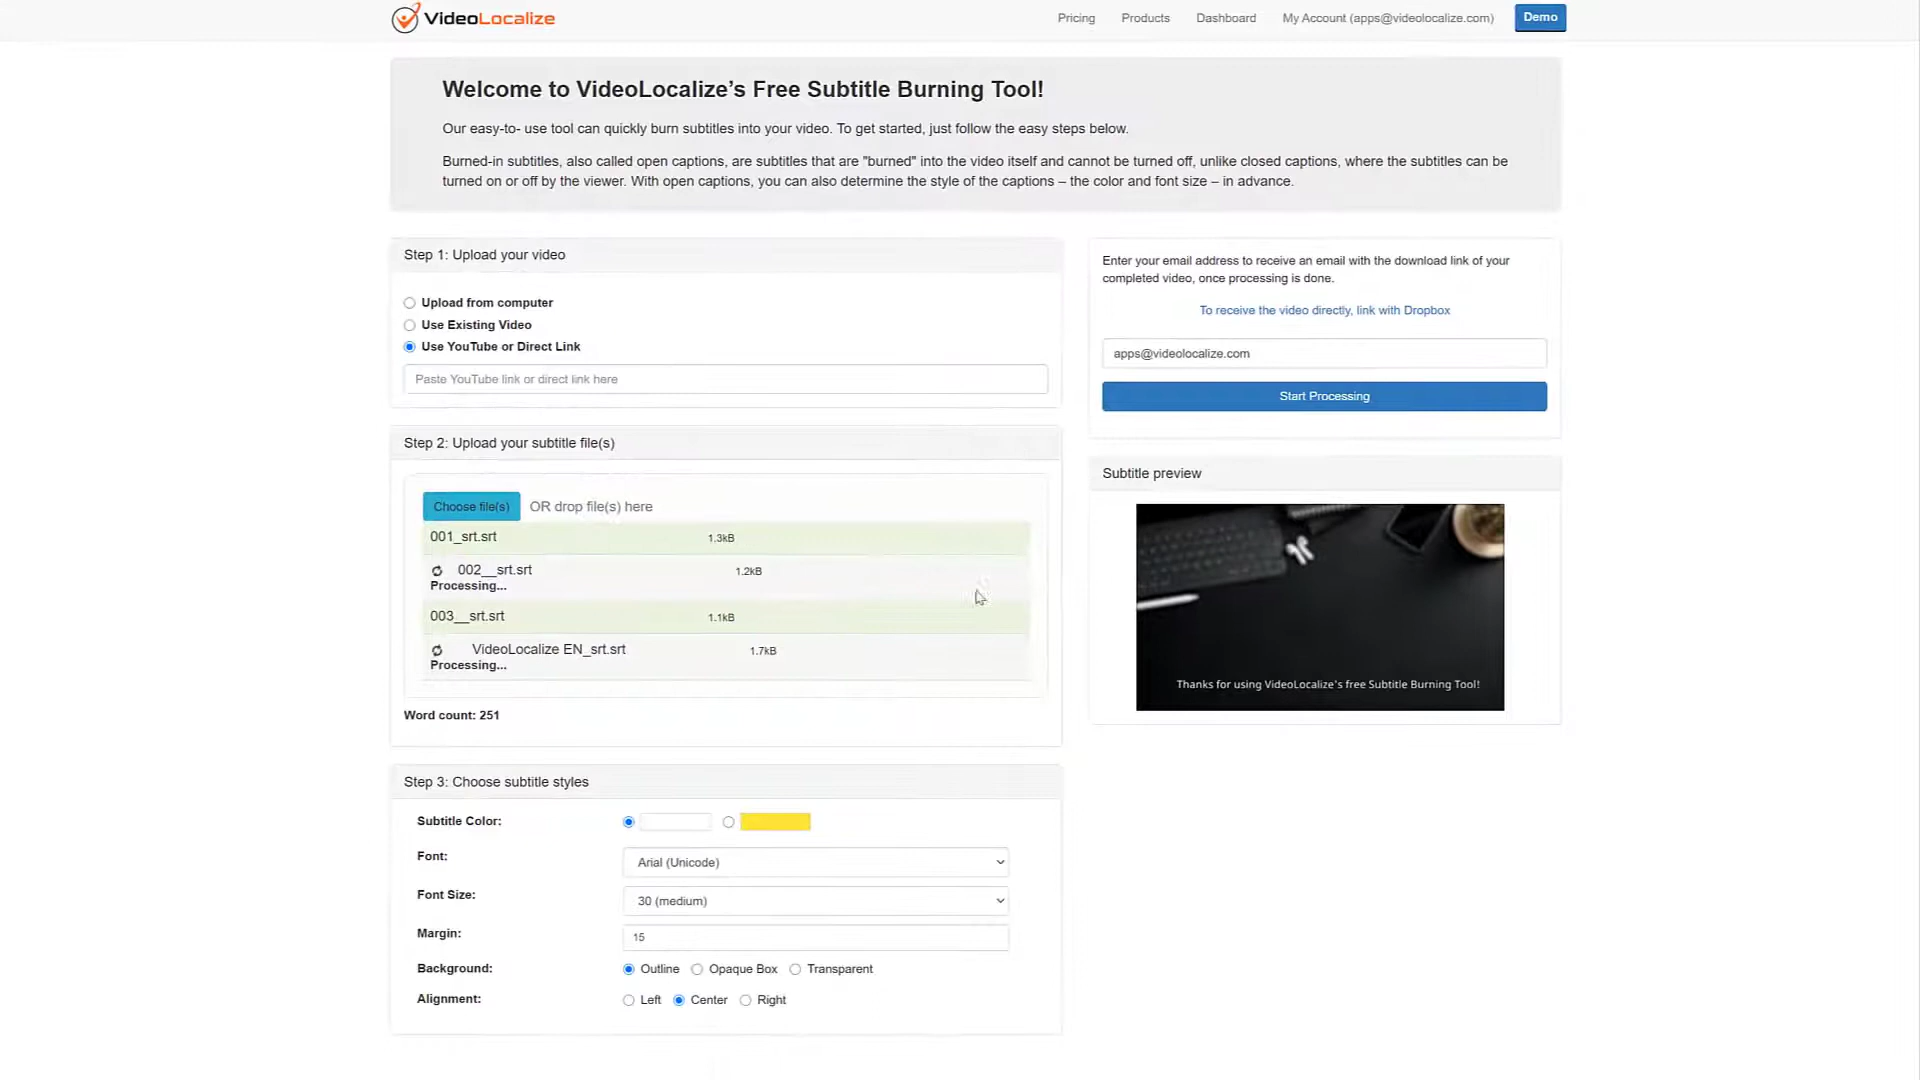 VideoLocalize
Pricing
Products
Dashboard
My Account (apps@videolocalize.com)
Demo
Welcome to VideoLocalize’s Free Subtitle Burning Tool!
Our easy-to- use tool can quickly burn subtitles into your video. To get started, just follow the easy steps below.
Burned-in subtitles, also called open captions, are subtitles that are "burned" into the video itself and cannot be turned off, unlike closed captions, where the subtitles can be
turned on or off by the viewer. With open captions, you can also determine the style of the captions – the color and font size – in advance.
Step 1: Upload your video
Upload from computer
Use Existing Video
Use YouTube or Direct Link
Paste YouTube link or direct link here
Enter your email address to receive an email with the download link of your
completed video, once processing is done.
To receive the video directly, link with Dropbox
apps@videolocalize.com
Start Processing
Step 2: Upload your subtitle file(s)
Choose file(s) OR drop file(s) here
001_srt.srt 1.3kB
002__srt.srt 1.2kB
Processing...
003__srt.srt 1.1kB
VideoLocalize EN_srt.srt 1.7kB
Processing...
Word count: 251
Subtitle preview
Thanks for using VideoLocalize's free Subtitle Burning Tool!
Step 3: Choose subtitle styles
Subtitle Color:
Font: Arial (Unicode)
Font Size: 30 (medium)
Margin: 15
Background: Outline Opaque Box Transparent
Alignment: Left Center Right